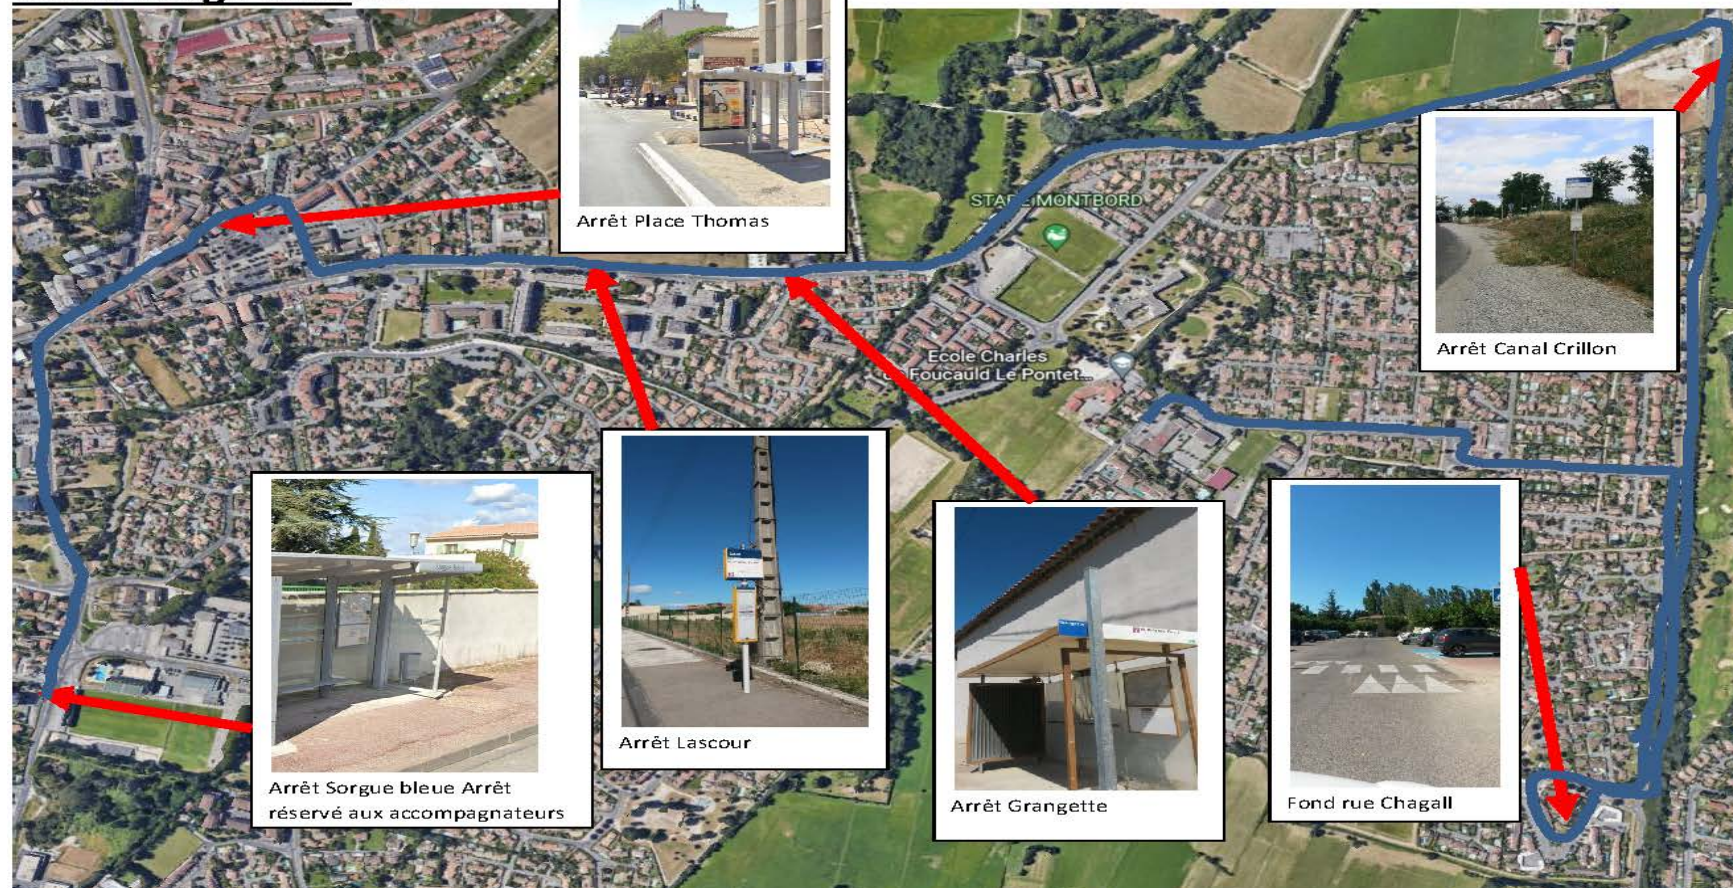 Arrêt Place Thomas
STADE MONTBORD
Arrêt Canal Crillon
Ecole Charles
de Foucauld Le Pontet...
Arrêt Sorgue bleue Arrêt
réservé aux accompagnateurs
Arrêt Lascour
Arrêt Grangette
Fond rue Chagall